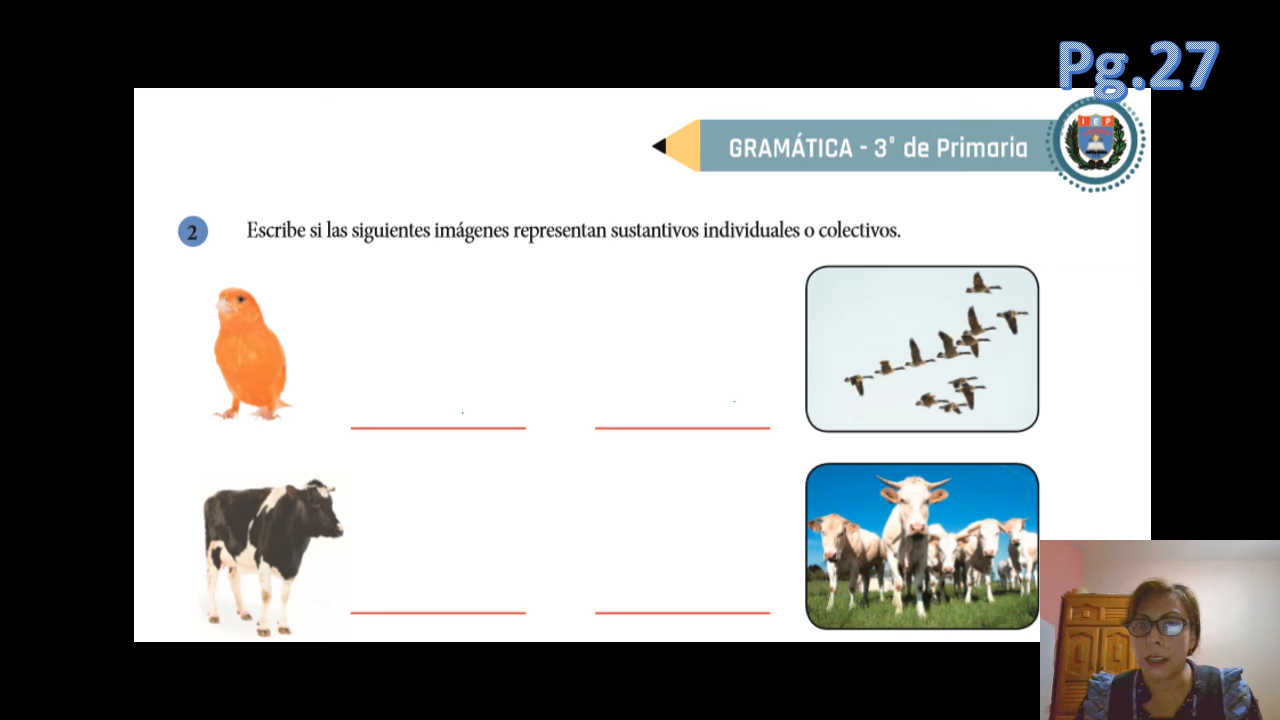 Pg.27
GRAMÁTICA - 3° de Primaria
I E P
2 Escribe si las siguientes imágenes representan sustantivos individuales o colectivos.